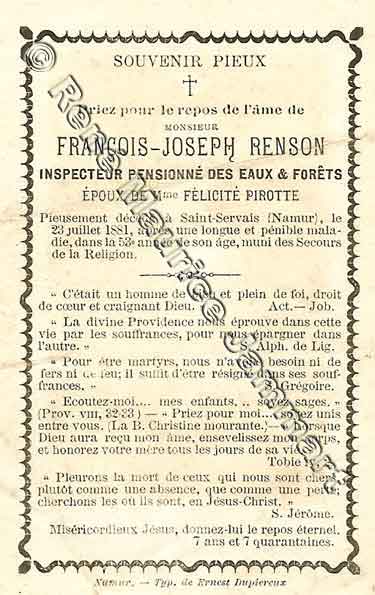 SOUVENIR PIEUX
Priez pour le repos de l'âme de
MONSIEUR
FRANÇOIS-JOSEPH RENSON
INSPECTEUR PENSIONNÉ DES EAUX & FORÊTS
ÉPOUX DE Mme FÉLICITÉ PIROTTE
Pieusement décédé à Saint-Servais (Namur), le
23 juillet 1881, après une longue et pénible mala-
die, dans la 53e année de son âge, muni des Secours
de la Religion.
« C'était un homme de bien et plein de foi, droit
de cœur et craignant Dieu. Act.—Job.
« La divine Providence nous éprouve dans cette
vie par les souffrances, pour nous épargner dans
l'autre. » S. Alph. de Lig.
« Pour être martyrs, nous n'avons besoin ni de
fers ni de feu; il suffit d'être résigné dans ses souf-
frances. » S. Grégoire.
« Ecoutez-moi.... mes enfants... soyez sages. »
(Prov. VIII, 32-33) — « Priez pour moi... soyez unis
entre vous. (La B. Christine mourante.) — « Lorsque
Dieu aura reçu mon âme, ensevelissez mon corps,
et honorez votre mère tous les jours de sa vie.
Tobie
« Pleurons la mort de ceux qui nous sont chers
plutôt comme une absence, que comme une perte;
cherchons les où ils sont, en Jésus-Christ. »
S. Jérôme.
Miséricordieux Jésus, donnez-lui le repos éternel.
7 ans et 7 quarantaines.
Namur. — Typ. de Ernest Dupiereux
© René Maurice Jammart